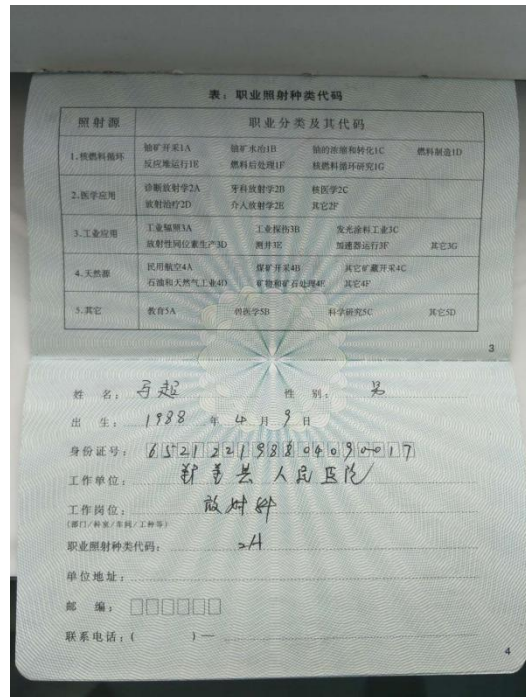 表：职业照射种类代码
照射源 职业分类及其代码
1.核燃料循环 铀矿开采1A 铀矿水冶1B 铀的浓缩和转化1C 燃料制造1D
反应堆运行1E 燃料后处理1F 核燃料循环研究1G
2.医学应用 诊断放射学2A 牙科放射学2B 核医学2C
放射治疗2D 介入放射学2E 其它2F
3.工业应用 工业辐照3A 工业探伤3B 发光涂料工业3C
放射性同位素生产3D 测井3E 加速器运行3F 其它3G
4.天然源 民用航空4A 煤矿开采4B 其它矿藏开采4C
石油和天然气工业4D 矿物和矿石处理4E 其它4F
5.其它 教育5A 兽医学5B 科学研究5C 其它5D
3
姓 名：马起 性 别：男
出 生：1988 年 4 月 9 日
身份证号：652122198804090017
工作单位：鄯善县人民医院
工作岗位：放射科
(部门/科室/车间/工种等)
职业照射种类代码：2A
单位地址：
邮 编：
联系电话：( )—
4